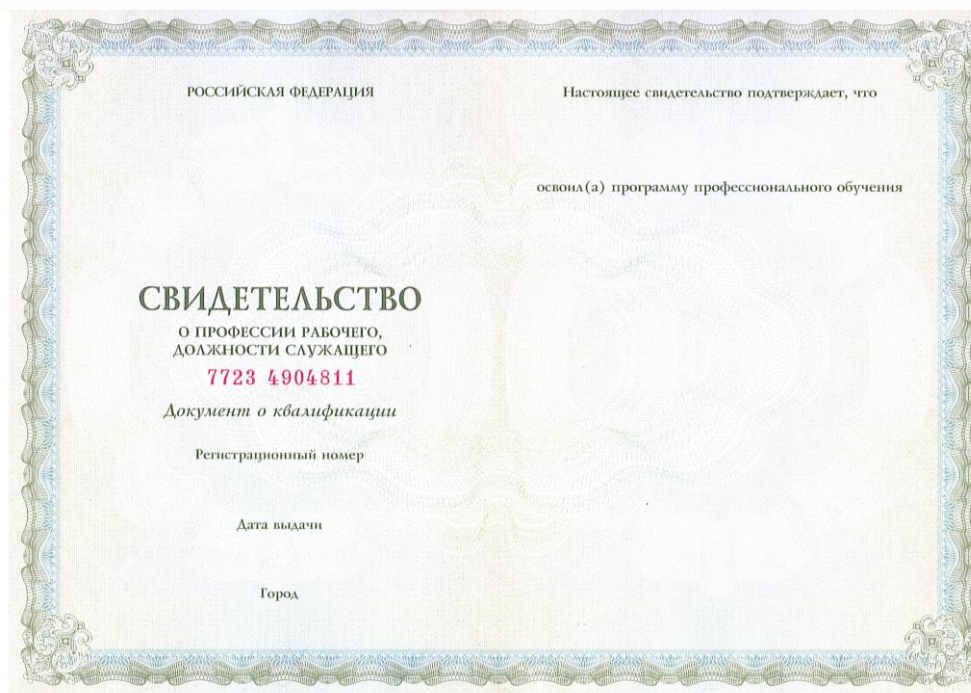 РОССИЙСКАЯ ФЕДЕРАЦИЯ
СВИДЕТЕЛЬСТВО
О ПРОФЕССИИ РАБОЧЕГО,
ДОЛЖНОСТИ СЛУЖАЩЕГО
7723 4904811
Документ о квалификации
Регистрационный номер
Дата выдачи
Город
Настоящее свидетельство подтверждает, что
освоил(а) программу профессионального обучения